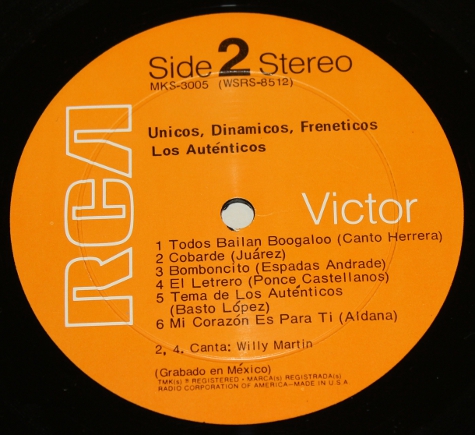 Side 2 Stereo
MKS-3005 (WSRS-8512)
Unicos, Dinamicos, Freneticos
Los Auténticos
RCA
Victor
1 Todos Bailan Boogaloo (Canto Herrera)
2 Cobarde (Juárez)
3 Bomboncito (Espadas Andrade)
4 El Letrero (Ponce Castellanos)
5 Tema de Los Auténticos
(Basto López)
6 Mi Corazón Es Para Ti (Aldana)
2, 4. Canta: Willy Martin
(Grabado en México)
TMK(s) ® REGISTERED • MARCA(s) REGISTRADA(s)
RADIO CORPORATION OF AMERICA—MADE IN U.S.A